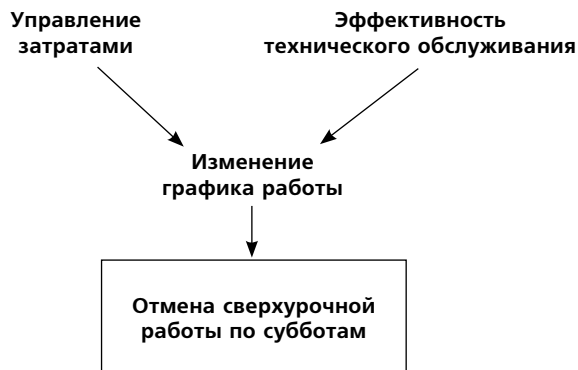 Управление
затратами
Эффективность
технического обслуживания
Изменение
графика работы
Отмена сверхурочной
работы по субботам